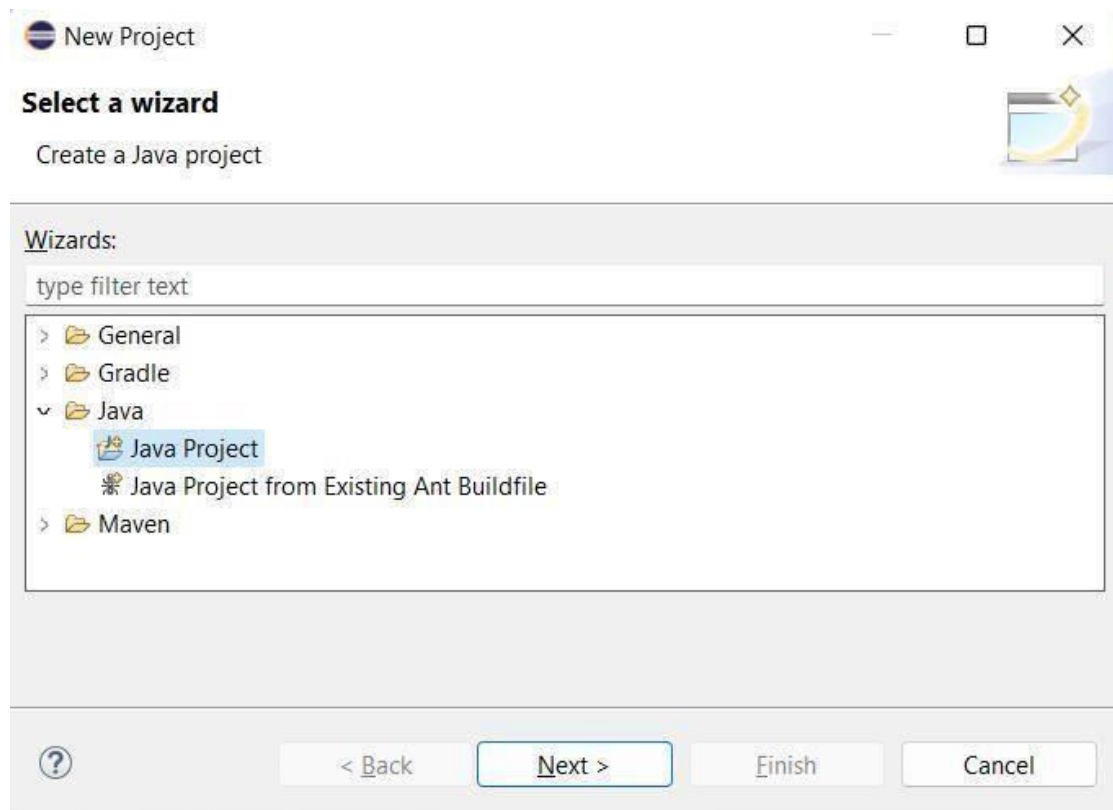 New Project
Select a wizard
Create a Java project
Wizards:
type filter text
General
Gradle
Java
Java Project
Java Project from Existing Ant Buildfile
Maven
? < Back Next > Finish Cancel